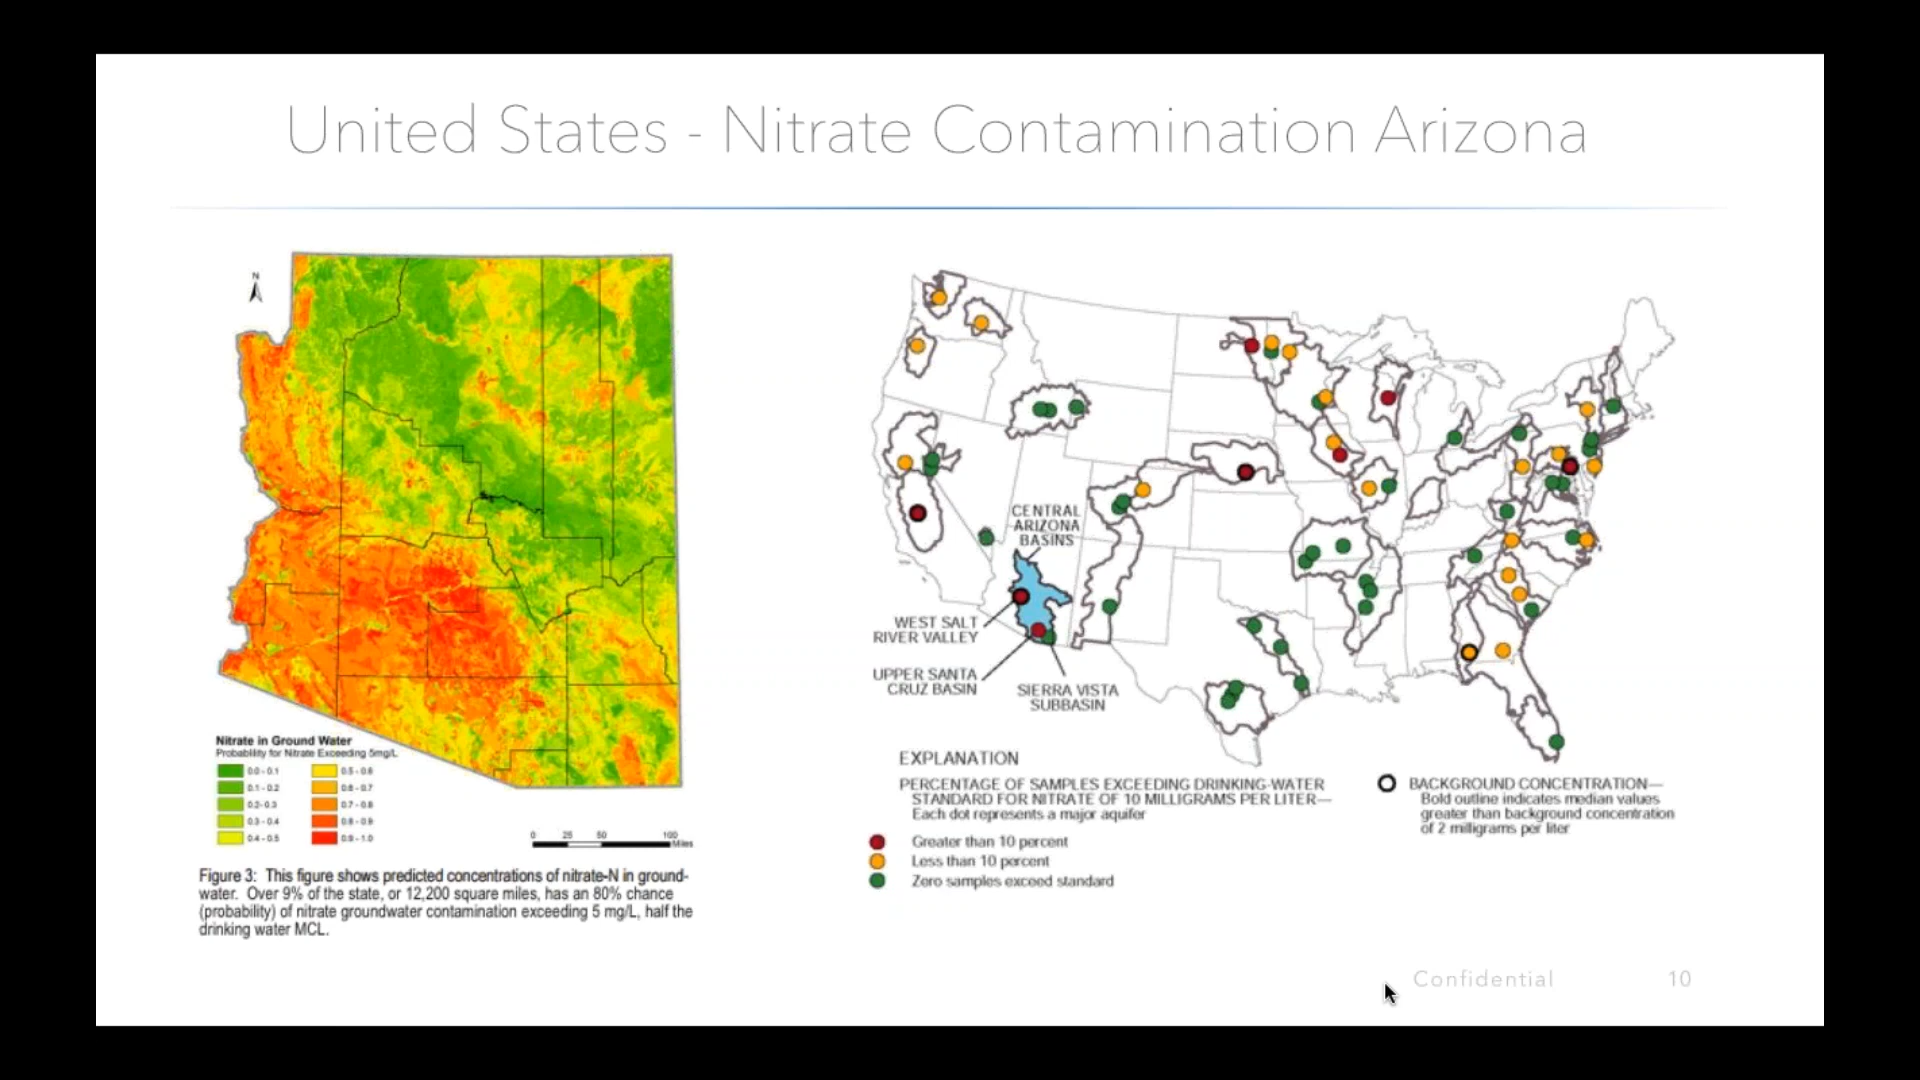 United States - Nitrate Contamination Arizona
N
Nitrate in Ground Water
Probability for Nitrate Exceeding 5mg/L
0.0 - 0.1
0.1 - 0.2
0.2 - 0.3
0.3 - 0.4
0.4 - 0.5
0.5 - 0.6
0.6 - 0.7
0.7 - 0.8
0.8 - 0.9
0.9 - 1.0
0 25 50 100
Miles
Figure 3: This figure shows predicted concentrations of nitrate-N in ground-
water. Over 9% of the state, or 12,200 square miles, has an 80% chance
(probability) of nitrate groundwater contamination exceeding 5 mg/L, half the
drinking water MCL.
CENTRAL
ARIZONA
BASINS
WEST SALT
RIVER VALLEY
UPPER SANTA
CRUZ BASIN
SIERRA VISTA
SUBBASIN
EXPLANATION
PERCENTAGE OF SAMPLES EXCEEDING DRINKING-WATER
STANDARD FOR NITRATE OF 10 MILLIGRAMS PER LITER—
Each dot represents a major aquifer
Greater than 10 percent
Less than 10 percent
Zero samples exceed standard
BACKGROUND CONCENTRATION—
Bold outline indicates median values
greater than background concentration
of 2 milligrams per liter
Confidential
10